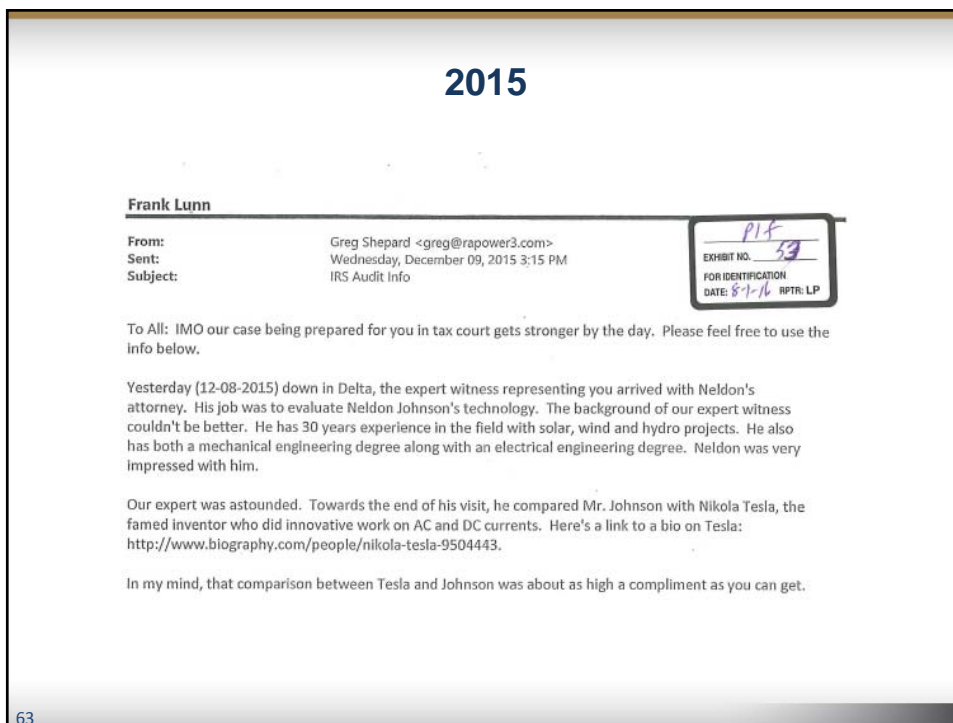 2015
Frank Lunn
From: Greg Shepard <greg@rapower3.com>
Sent: Wednesday, December 09, 2015 3:15 PM
Subject: IRS Audit Info
Plf
EXHIBIT NO. 53
FOR IDENTIFICATION
DATE: 8-1-16 RPTR: LP
To All: IMO our case being prepared for you in tax court gets stronger by the day. Please feel free to use the
info below.
Yesterday (12-08-2015) down in Delta, the expert witness representing you arrived with Neldon's
attorney. His job was to evaluate Neldon Johnson's technology. The background of our expert witness
couldn't be better. He has 30 years experience in the field with solar, wind and hydro projects. He also
has both a mechanical engineering degree along with an electrical engineering degree. Neldon was very
impressed with him.
Our expert was astounded. Towards the end of his visit, he compared Mr. Johnson with Nikola Tesla, the
famed inventor who did innovative work on AC and DC currents. Here's a link to a bio on Tesla:
http://www.biography.com/people/nikola-tesla-9504443.
In my mind, that comparison between Tesla and Johnson was about as high a compliment as you can get.
63